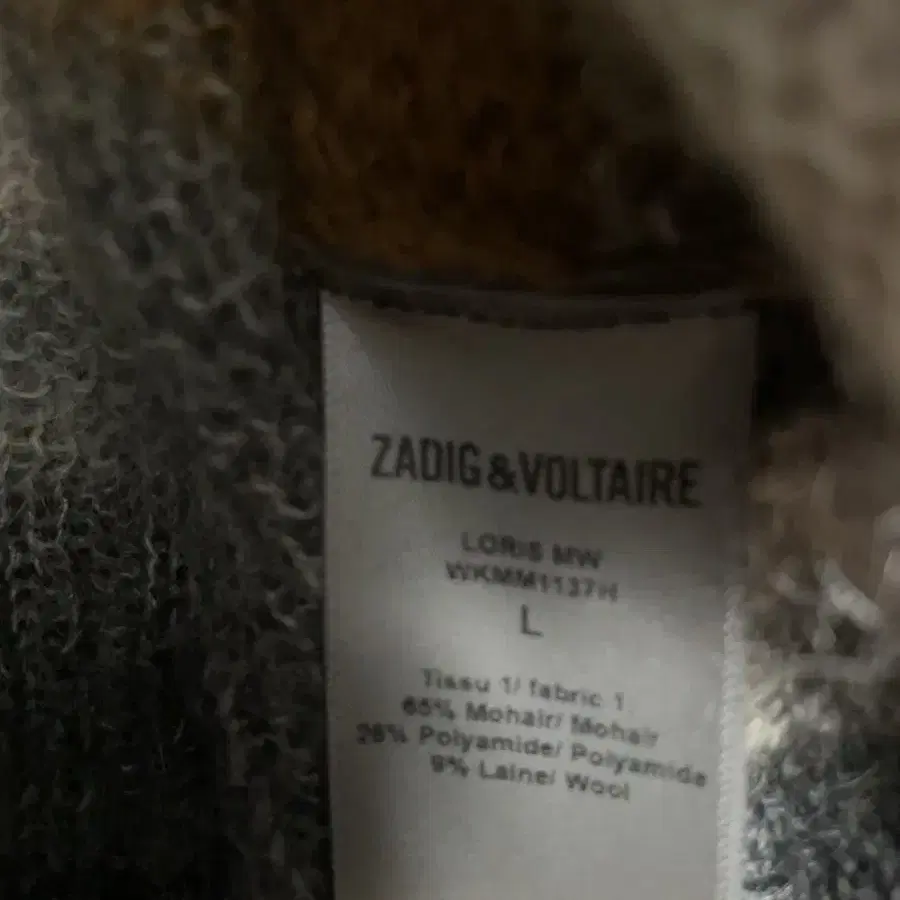 ZADIG&VOLTAIRE
LORIS MW
WKMM1137H
L
Tissu 1/ fabric 1
65% Mohair/ Mohair
26% Polyamide/ Polyamide
9% Laine/ Wool